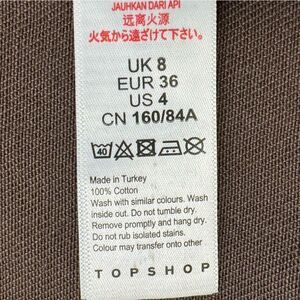 JAUHKAN DARI API
远离火源
火気から遠ざけて下さい。
UK 8
EUR 36
US 4
CN 160/84A
40
Made in Turkey
100% Cotton
Wash with similar colours. Wash
inside out. Do not tumble dry.
Remove promptly and hang dry.
Do not rub isolated stains.
Colour may transfer onto other
TOPSHOP